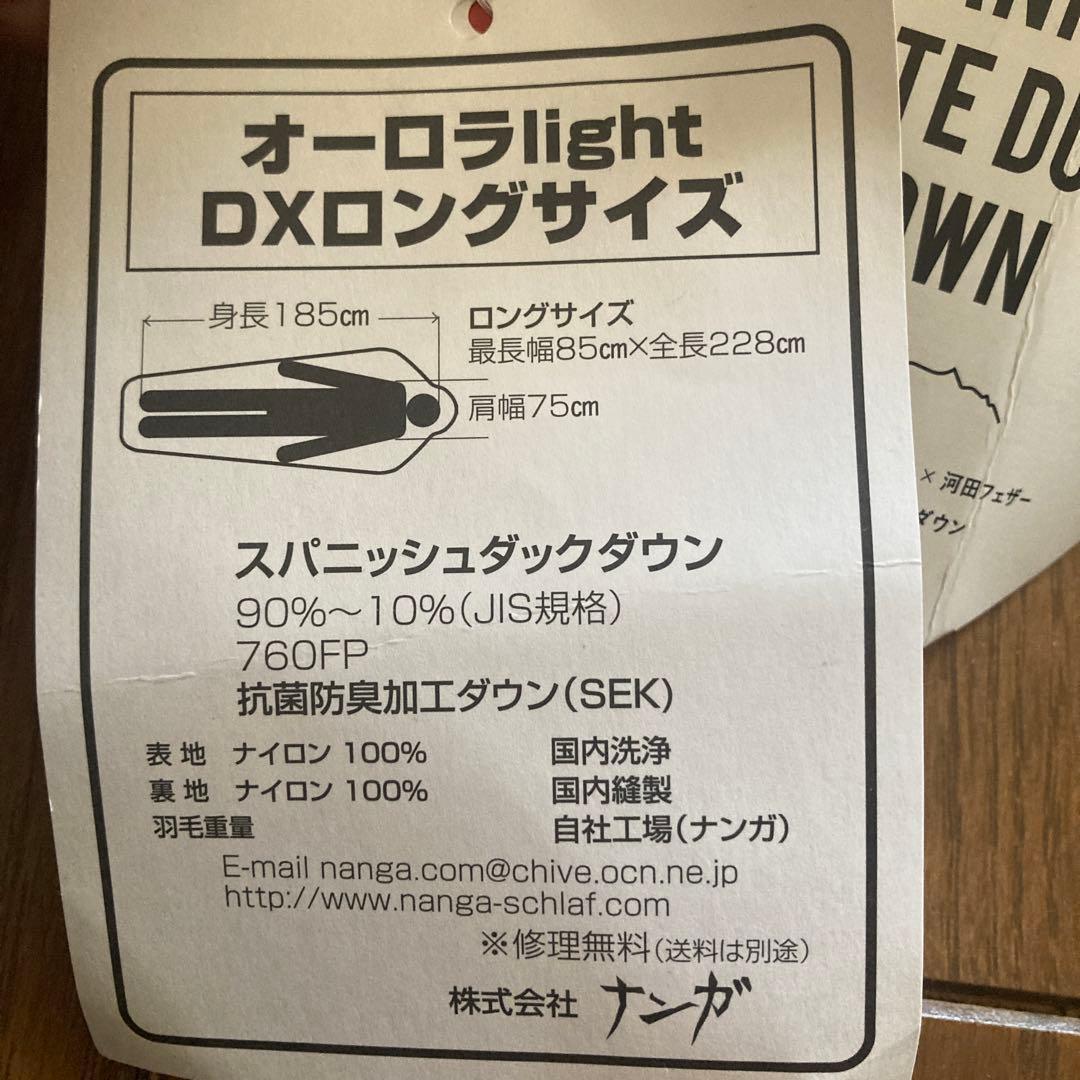 オーロラlight
DXロングサイズ
身長185cm
ロングサイズ
最長幅85cm×全長228cm
肩幅75cm
スパニッシュダックダウン
90%～10%(JIS規格)
760FP
抗菌防臭加工ダウン(SEK)
表地 ナイロン 100%
国内洗浄
裏地 ナイロン 100%
国内縫製
羽毛重量
自社工場(ナンガ)
E-mail nanga.com@chive.ocn.ne.jp
http://www.nanga-schlaf.com
※修理無料(送料は別途)
株式会社 ナンガ
TE DO
OWN
× 河田フェザー
ダウン